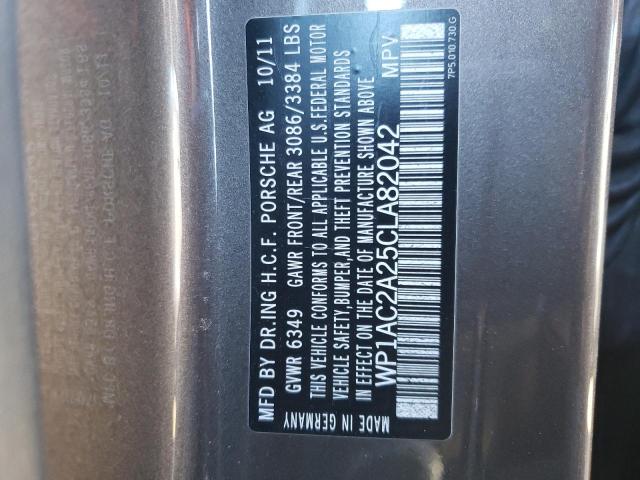 MFD BY DR.ING H.C.F. PORSCHE AG 10/11
GVWR 6349 GAWR FRONT/REAR 3086/3384 LBS
THIS VEHICLE CONFORMS TO ALL APPLICABLE U.S.FEDERAL MOTOR
VEHICLE SAFETY,BUMPER,AND THEFT PREVENTION STANDARDS
IN EFFECT ON THE DATE OF MANUFACTURE SHOWN ABOVE
WP1AC2A25CLA82042 MPV
MADE IN GERMANY
7P5.010.730.G